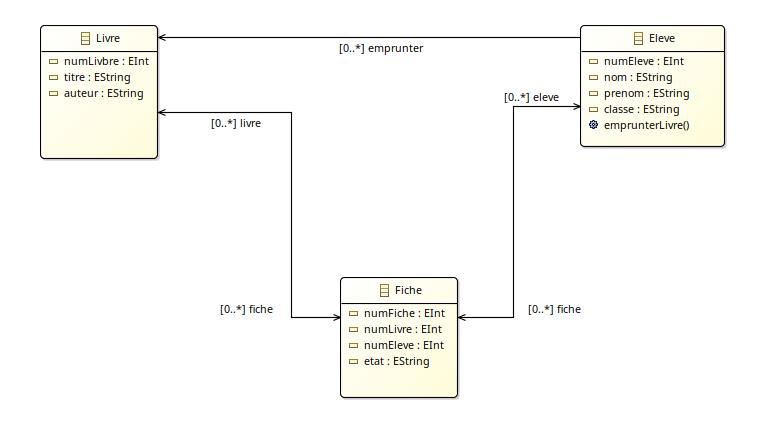 Livre
numLivbre : EInt
titre : EString
auteur : EString
[0..*] emprunter
Eleve
numEleve : EInt
nom : EString
prenom : EString
classe : EString
emprunterLivre()
[0..*] livre
[0..*] eleve
[0..*] fiche
[0..*] fiche
Fiche
numFiche : EInt
numLivre : EInt
numEleve : EInt
etat : EString